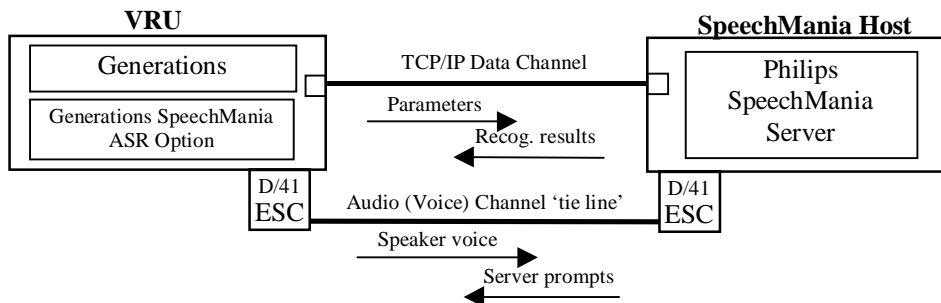 VRU
SpeechMania Host
Generations
Generations SpeechMania
ASR Option
TCP/IP Data Channel
Parameters
Recog. results
Philips
SpeechMania
Server
D/41
ESC
Audio (Voice) Channel ‘tie line’
D/41
ESC
Speaker voice
Server prompts